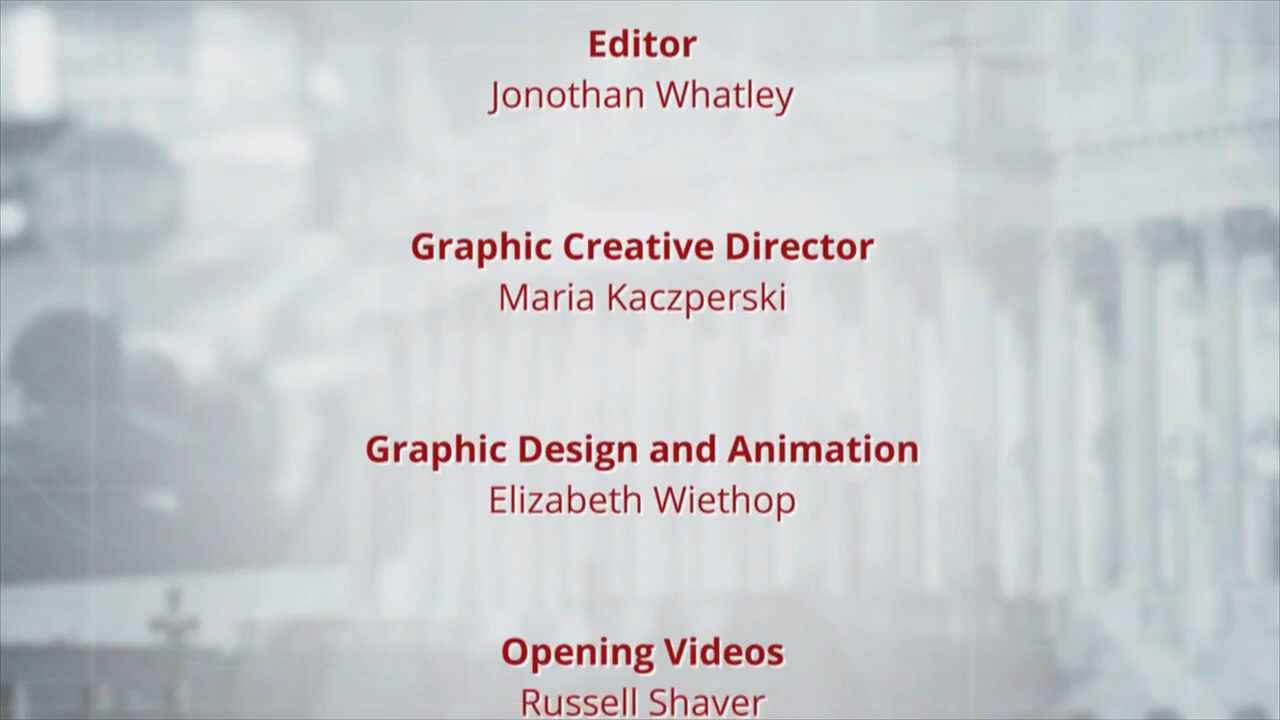 Editor
Jonothan Whatley
Graphic Creative Director
Maria Kaczperski
Graphic Design and Animation
Elizabeth Wiethop
Opening Videos
Russell Shaver